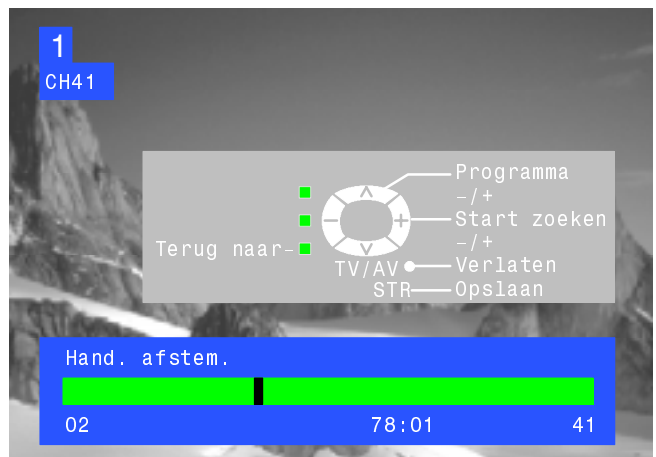 1
CH41
Programma
-/+
Start zoeken
-/+
Terug naar-
TV/AV Verlaten
STR Opslaan
Hand. afstem.
02 78:01 41